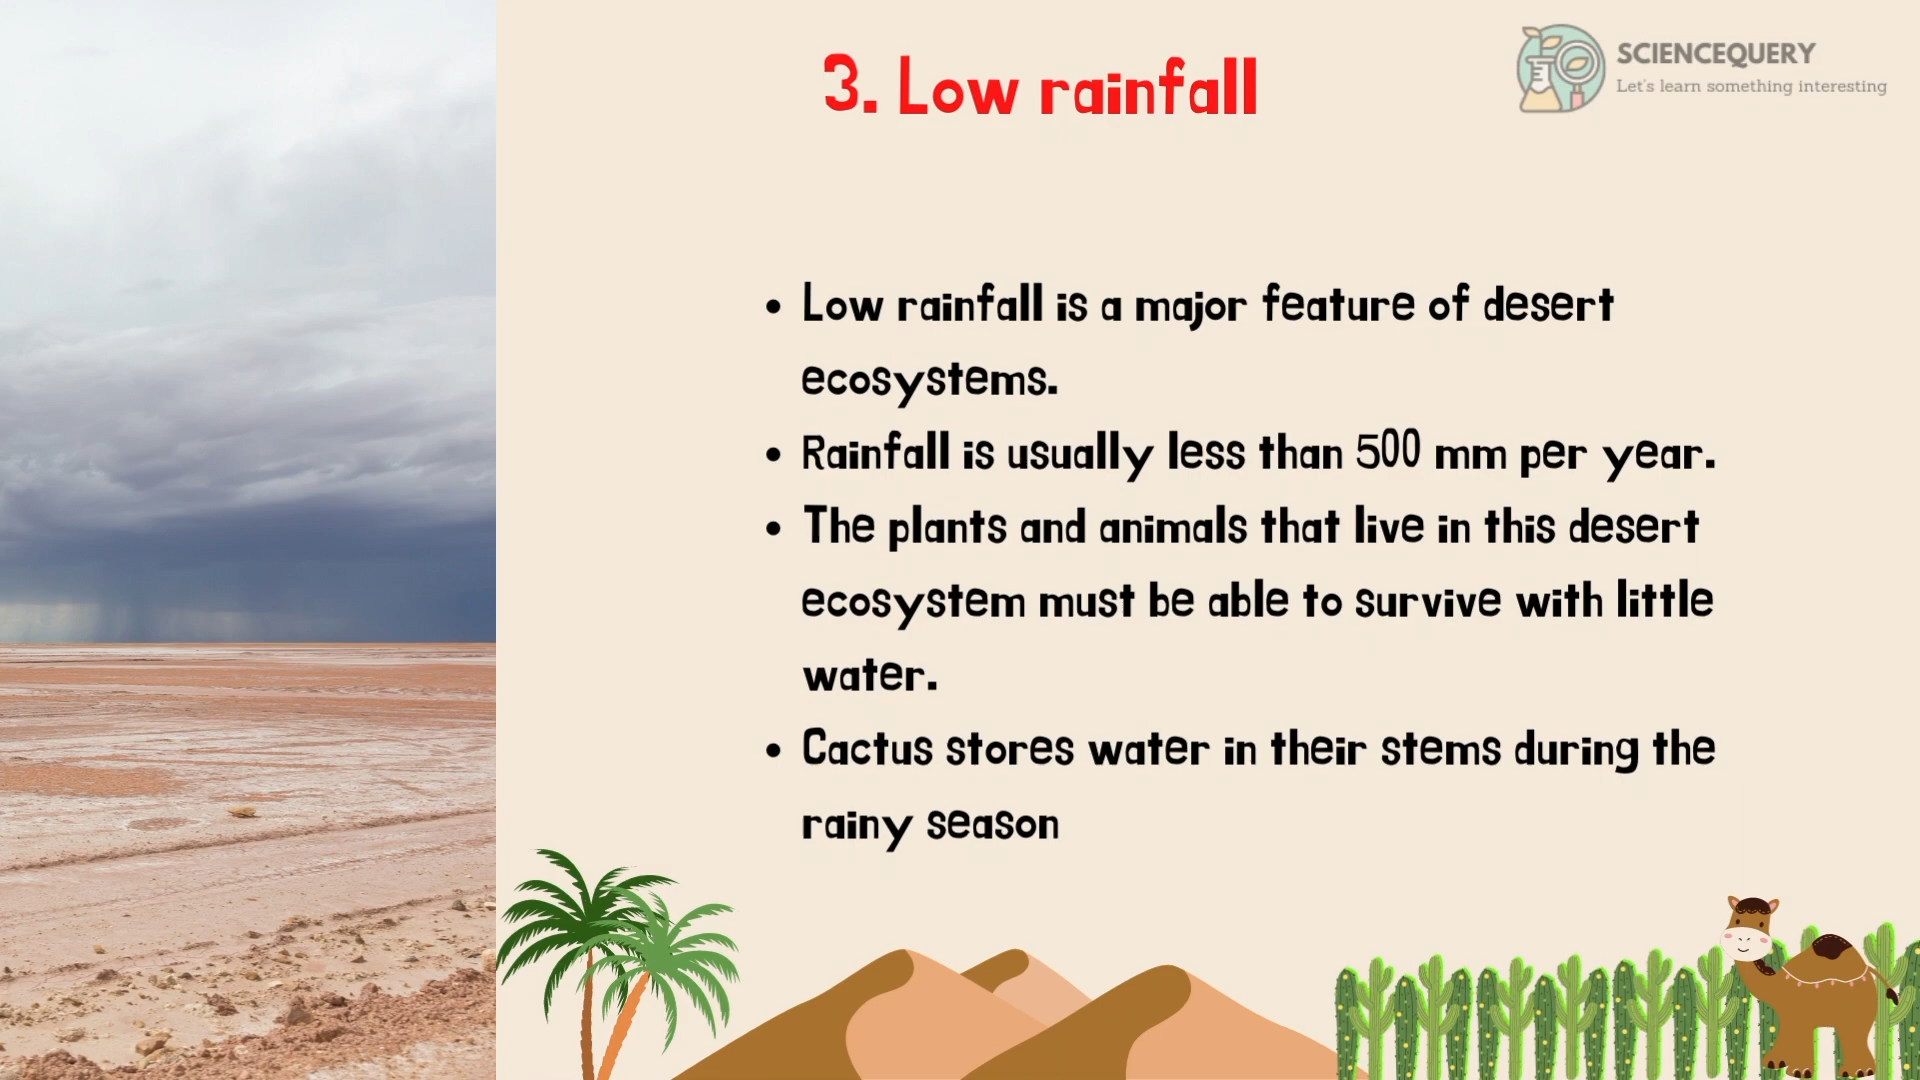 3. Low rainfall
SCIENCEQUERY
Let's learn something interesting
• Low rainfall is a major feature of desert
ecosystems.
• Rainfall is usually less than 500 mm per year.
• The plants and animals that live in this desert
ecosystem must be able to survive with little
water.
• Cactus stores water in their stems during the
rainy season